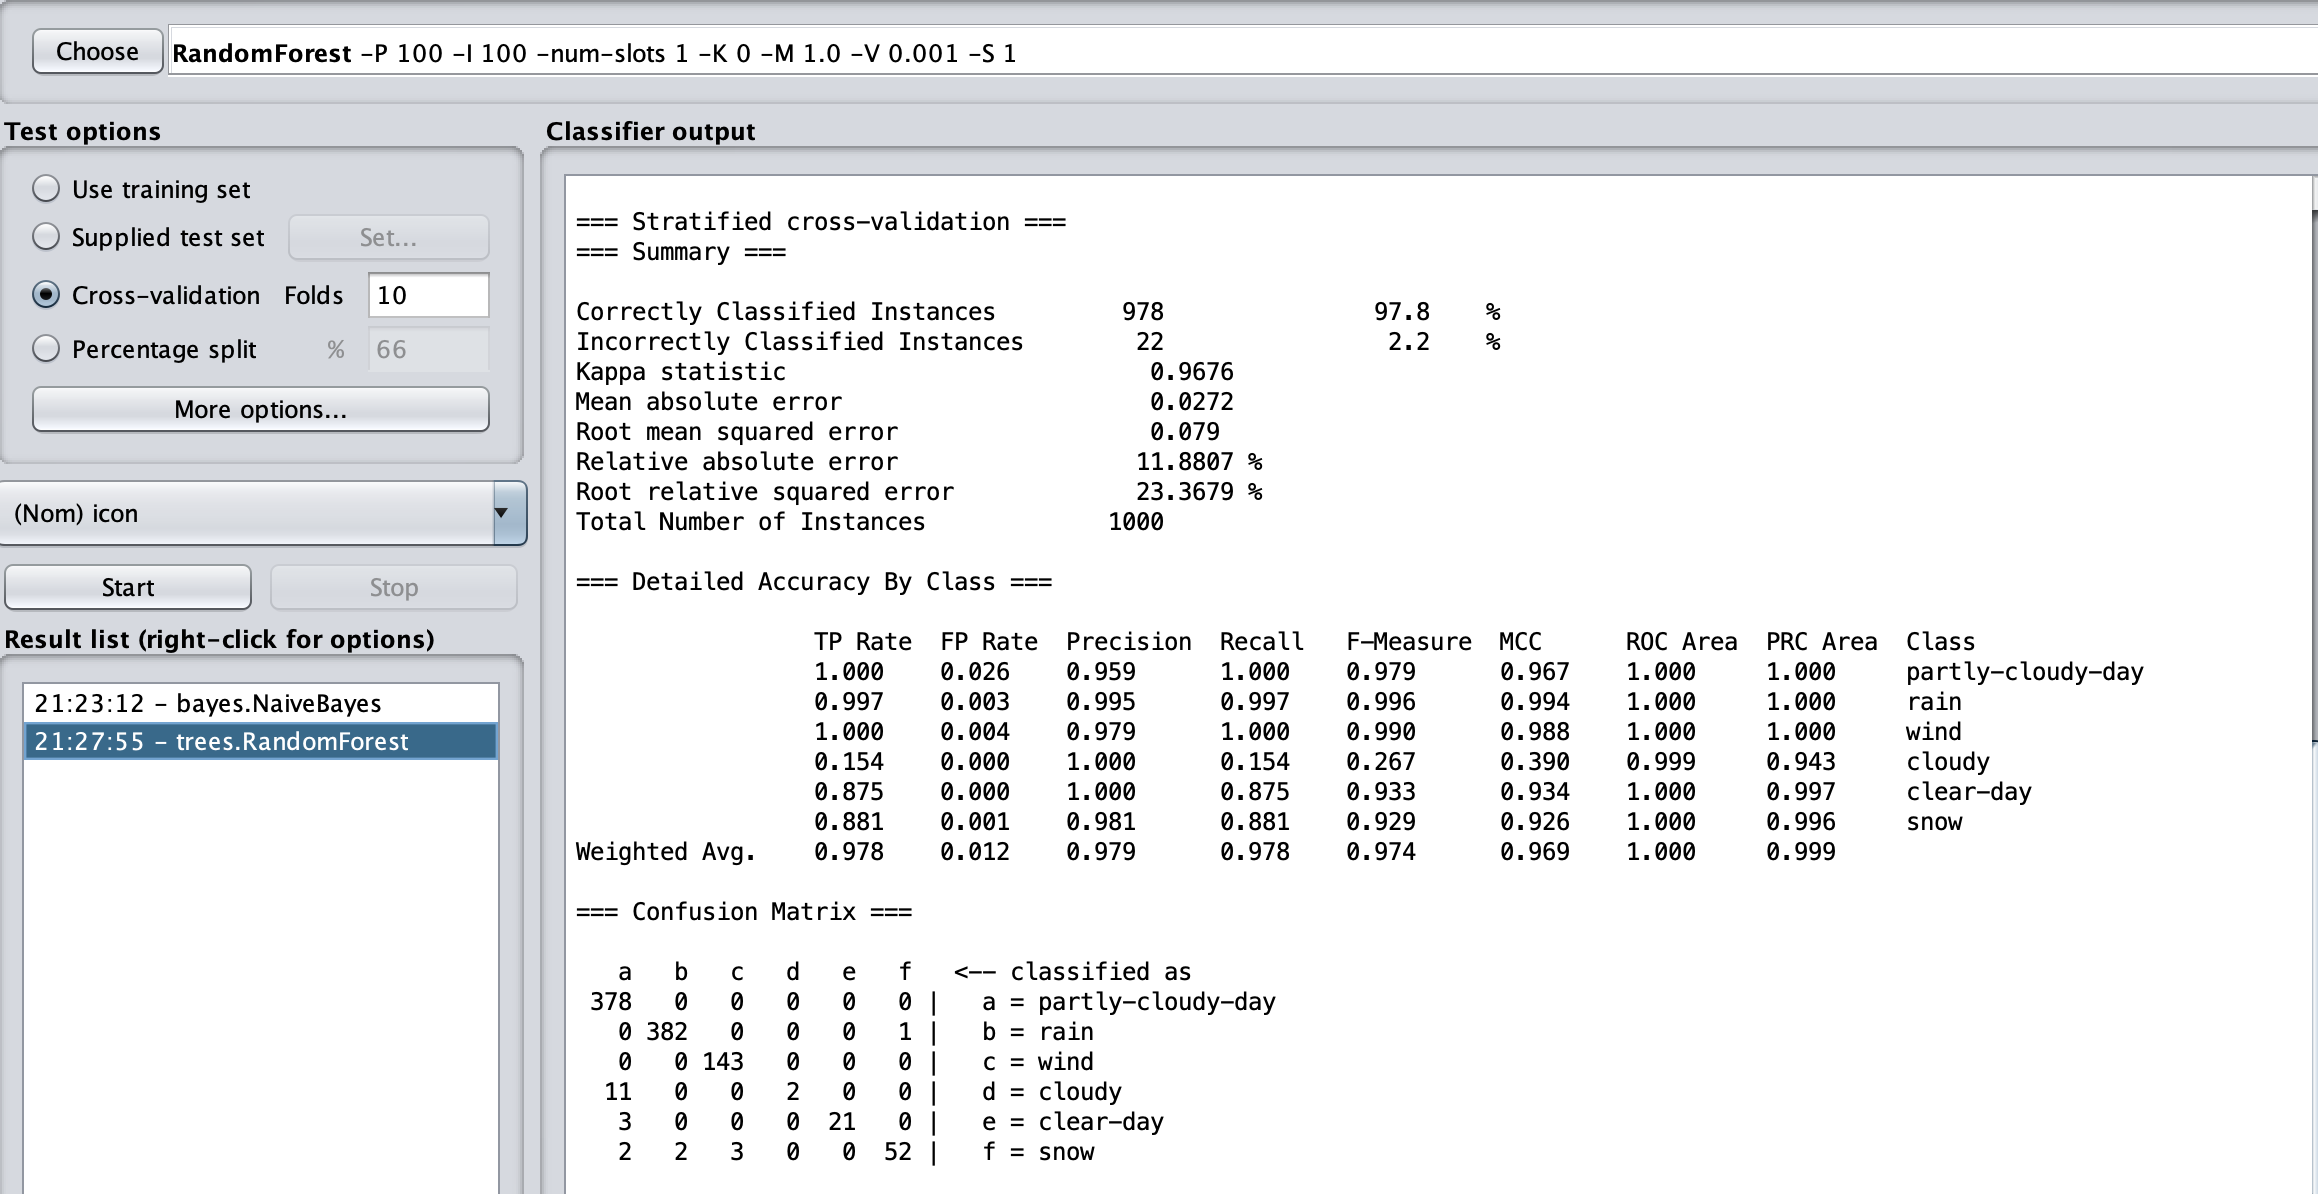 Choose RandomForest -P 100 -I 100 -num-slots 1 -K 0 -M 1.0 -V 0.001 -S 1
Test options
Use training set
Supplied test set Set...
Cross-validation Folds 10
Percentage split % 66
More options...
(Nom) icon
Start Stop
Result list (right-click for options)
21:23:12 - bayes.NaiveBayes
21:27:55 - trees.RandomForest
Classifier output
=== Stratified cross-validation ===
=== Summary ===
Correctly Classified Instances 978 97.8 %
Incorrectly Classified Instances 22 2.2 %
Kappa statistic 0.9676
Mean absolute error 0.0272
Root mean squared error 0.079
Relative absolute error 11.8807 %
Root relative squared error 23.3679 %
Total Number of Instances 1000
=== Detailed Accuracy By Class ===
TP Rate FP Rate Precision Recall F-Measure MCC ROC Area PRC Area Class
1.000 0.026 0.959 1.000 0.979 0.967 1.000 1.000 partly-cloudy-day
0.997 0.003 0.995 0.997 0.996 0.994 1.000 1.000 rain
1.000 0.004 0.979 1.000 0.990 0.988 1.000 1.000 wind
0.154 0.000 1.000 0.154 0.267 0.390 0.999 0.943 cloudy
0.875 0.000 1.000 0.875 0.933 0.934 1.000 0.997 clear-day
0.881 0.001 0.981 0.881 0.929 0.926 1.000 0.996 snow
Weighted Avg. 0.978 0.012 0.979 0.978 0.974 0.969 1.000 0.999
=== Confusion Matrix ===
a b c d e f <-- classified as
378 0 0 0 0 0 | a = partly-cloudy-day
0 382 0 0 0 1 | b = rain
0 0 143 0 0 0 | c = wind
11 0 0 2 0 0 | d = cloudy
3 0 0 0 21 0 | e = clear-day
2 2 3 0 0 52 | f = snow